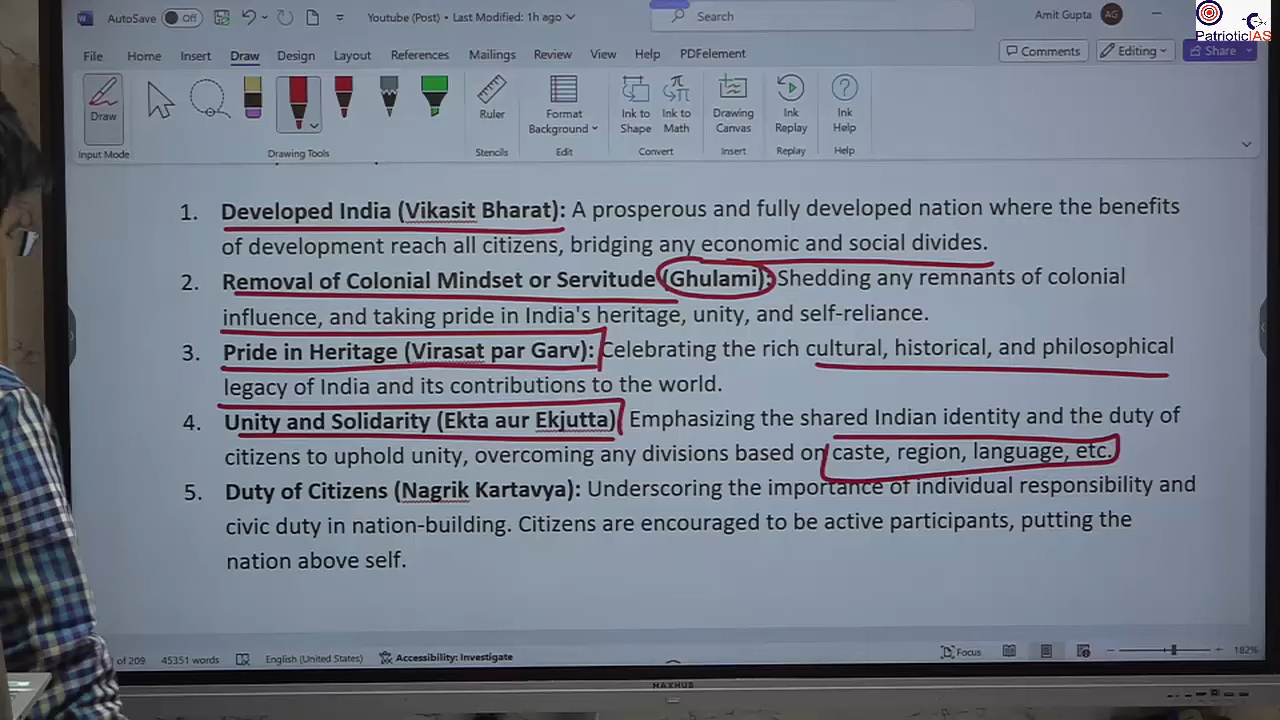 AutoSave Off Youtube (Post) • Last Modified: 1h ago Search Amit Gupta AG
PatrioticIAS
File Home Insert Draw Design Layout References Mailings Review View Help PDFelement Comments Editing Share
Draw Ruler Format Background Ink to Shape Ink to Math Drawing Canvas Ink Replay Ink Help
Input Mode Drawing Tools Stencils Edit Convert Insert Replay Help
1. Developed India (Vikasit Bharat): A prosperous and fully developed nation where the benefits
of development reach all citizens, bridging any economic and social divides.
2. Removal of Colonial Mindset or Servitude (Ghulami): Shedding any remnants of colonial
influence, and taking pride in India's heritage, unity, and self-reliance.
3. Pride in Heritage (Virasat par Garv): Celebrating the rich cultural, historical, and philosophical
legacy of India and its contributions to the world.
4. Unity and Solidarity (Ekta aur Ekjutta): Emphasizing the shared Indian identity and the duty of
citizens to uphold unity, overcoming any divisions based on caste, region, language, etc.
5. Duty of Citizens (Nagrik Kartavya): Underscoring the importance of individual responsibility and
civic duty in nation-building. Citizens are encouraged to be active participants, putting the
nation above self.
of 209 45351 words English (United States) Accessibility: Investigate Focus 182%
MAXHUB